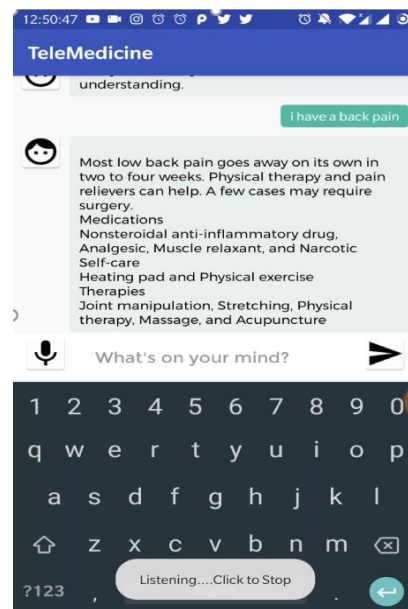 12:50:47
TeleMedicine
understanding.
i have a back pain
Most low back pain goes away on its own in
two to four weeks. Physical therapy and pain
relievers can help. A few cases may require
surgery.
Medications
Nonsteroidal anti-inflammatory drug,
Analgesic, Muscle relaxant, and Narcotic
Self-care
Heating pad and Physical exercise
Therapies
Joint manipulation, Stretching, Physical
therapy, Massage, and Acupuncture
What's on your mind?
1 2 3 4 5 6 7 8 9 0
q w e r t y u i o p
a s d f g h j k l
z x c v b n m
Listening....Click to Stop
?123 , .